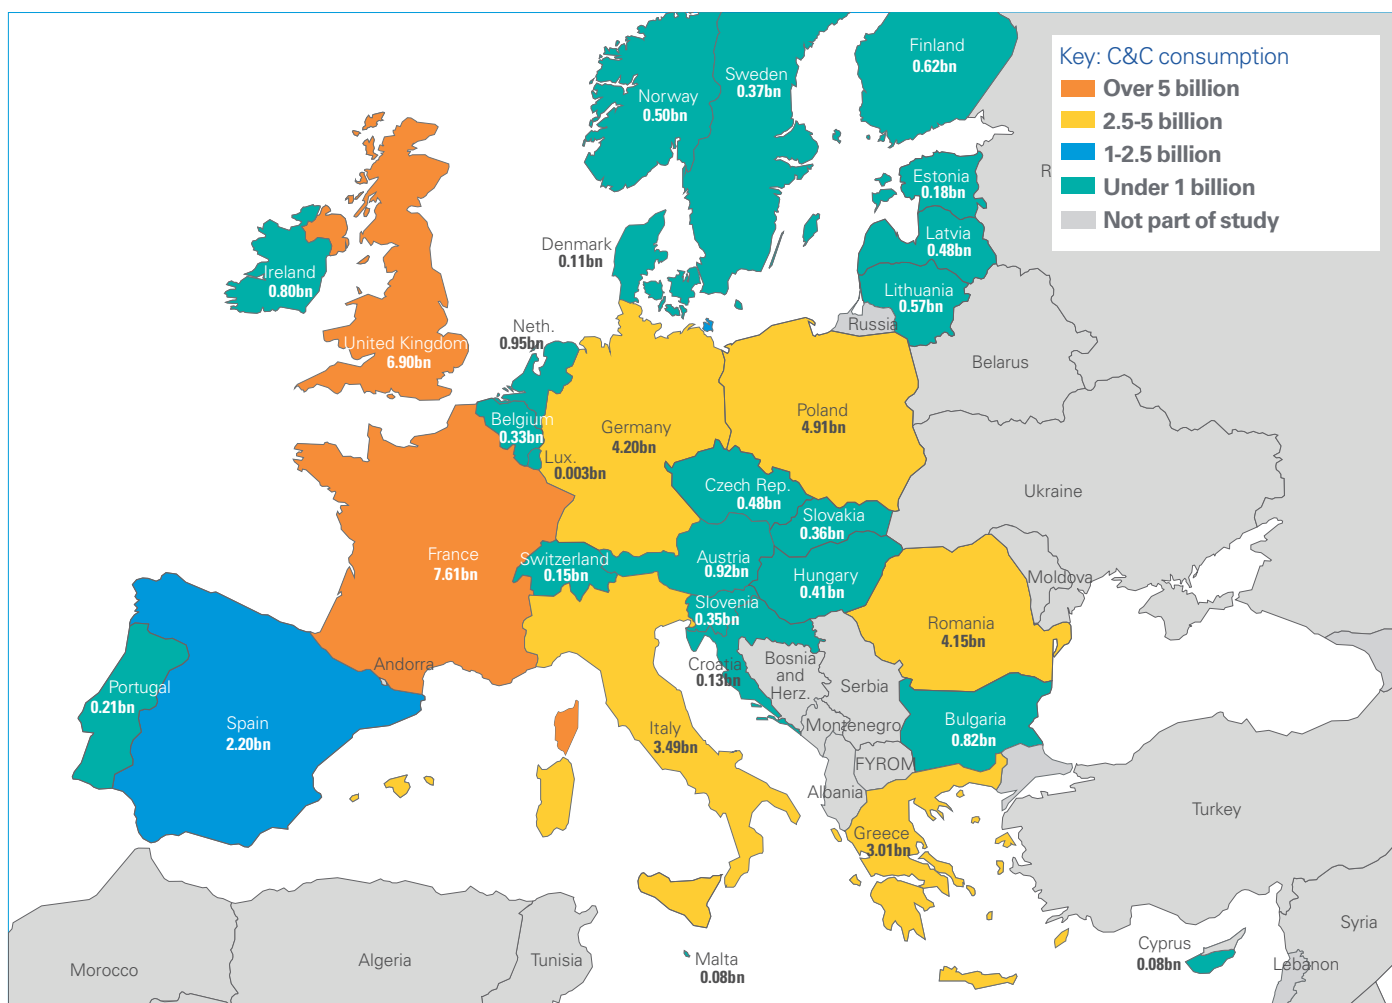 Key: C&C consumption
Over 5 billion
2.5-5 billion
1-2.5 billion
Under 1 billion
Not part of study
Finland
0.62bn
Sweden
0.37bn
Norway
0.50bn
R
Estonia
0.18bn
Latvia
0.48bn
Denmark
0.11bn
Ireland
0.80bn
Lithuania
0.57bn
Russia
Neth.
0.95bn
United Kingdom
6.90bn
Belarus
Poland
4.91bn
Belgium
0.33bn
Germany
4.20bn
Lux.
0.003bn
Czech Rep.
0.48bn
Ukraine
Slovakia
0.36bn
France
7.61bn
Switzerland
0.15bn
Austria
0.92bn
Hungary
0.41bn
Moldova
Slovenia
0.35bn
Romania
4.15bn
Andorra
Croatia
0.13bn
Bosnia
and
Herz.
Serbia
Portugal
0.21bn
Spain
2.20bn
Italy
3.49bn
Montenegro
Bulgaria
0.82bn
FYROM
Albania
Turkey
Greece
3.01bn
Morocco
Algeria
Tunisia
Malta
0.08bn
Cyprus
0.08bn
Syria
Lebanon